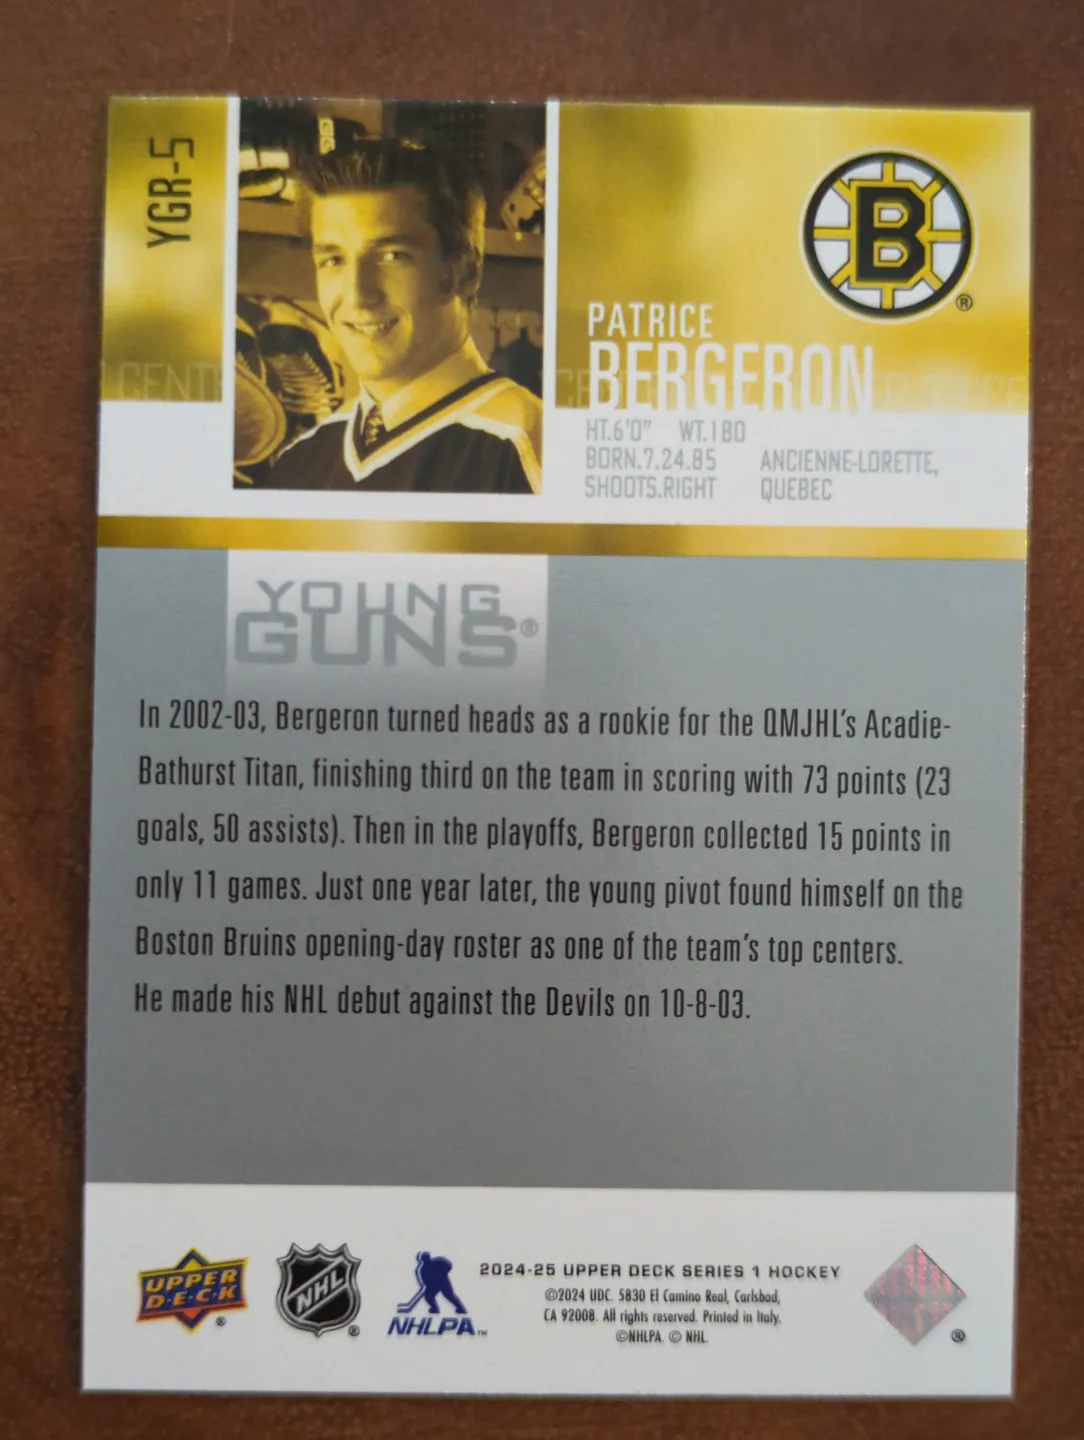 YGR-5
B
®
PATRICE
BERGERON
HT.6'0" WT.180
BORN.7.24.85 ANCIENNE-LORETTE,
SHOOTS.RIGHT QUEBEC
YOUNG
GUNS®
In 2002-03, Bergeron turned heads as a rookie for the QMJHL's Acadie-
Bathurst Titan, finishing third on the team in scoring with 73 points (23
goals, 50 assists). Then in the playoffs, Bergeron collected 15 points in
only 11 games. Just one year later, the young pivot found himself on the
Boston Bruins opening-day roster as one of the team's top centers.
He made his NHL debut against the Devils on 10-8-03.
UPPER
D·E·C·K
®
NHL
®
NHLPA™
2024-25 UPPER DECK SERIES 1 HOCKEY
©2024 UDC. 5830 El Camino Real, Carlsbad,
CA 92008. All rights reserved. Printed in Italy.
©NHLPA. © NHL.
®